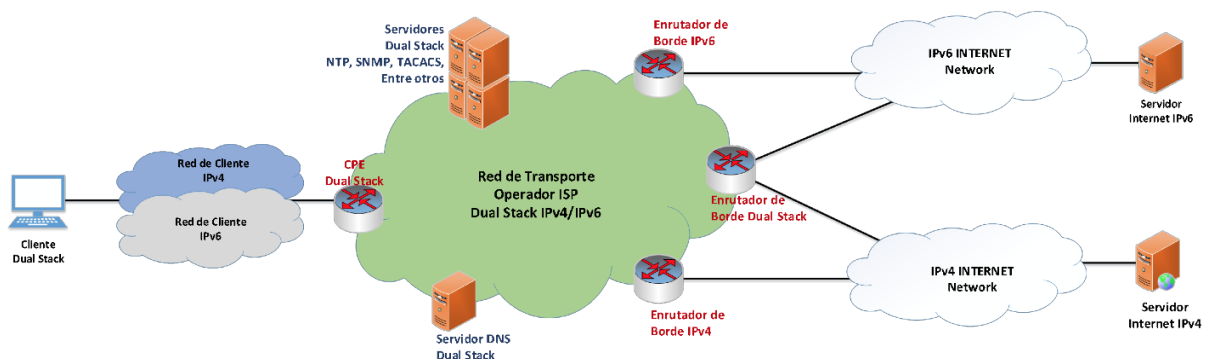 Servidores
Dual Stack
NTP, SNMP, TACACS,
Entre otros
Enrutador de
Borde IPv6
IPv6 INTERNET
Network
Servidor
Internet IPv6
Red de Cliente
IPv4
Red de Cliente
IPv6
Cliente
Dual Stack
CPE
Dual Stack
Red de Transporte
Operador ISP
Dual Stack IPv4/IPv6
Enrutador de
Borde Dual Stack
Servidor DNS
Dual Stack
Enrutador de
Borde IPv4
IPv4 INTERNET
Network
Servidor
Internet IPv4